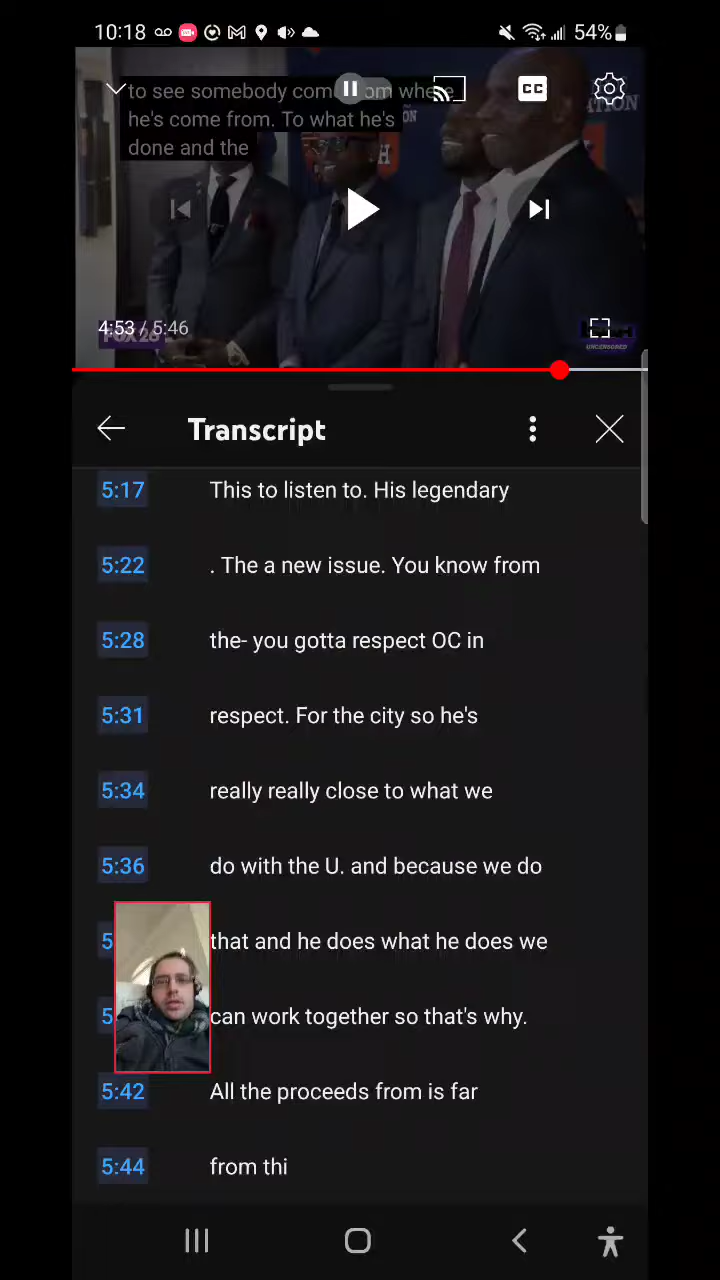 10:18
54%
to see somebody come from where
he's come from. To what he's
done and the
CC
H
4:53 / 5:46
FOX26
UNCENSORED
Transcript
5:17 This to listen to. His legendary
5:22 . The a new issue. You know from
5:28 the- you gotta respect OC in
5:31 respect. For the city so he's
5:34 really really close to what we
5:36 do with the U. and because we do
5 that and he does what he does we
5 can work together so that's why.
5:42 All the proceeds from is far
5:44 from thi